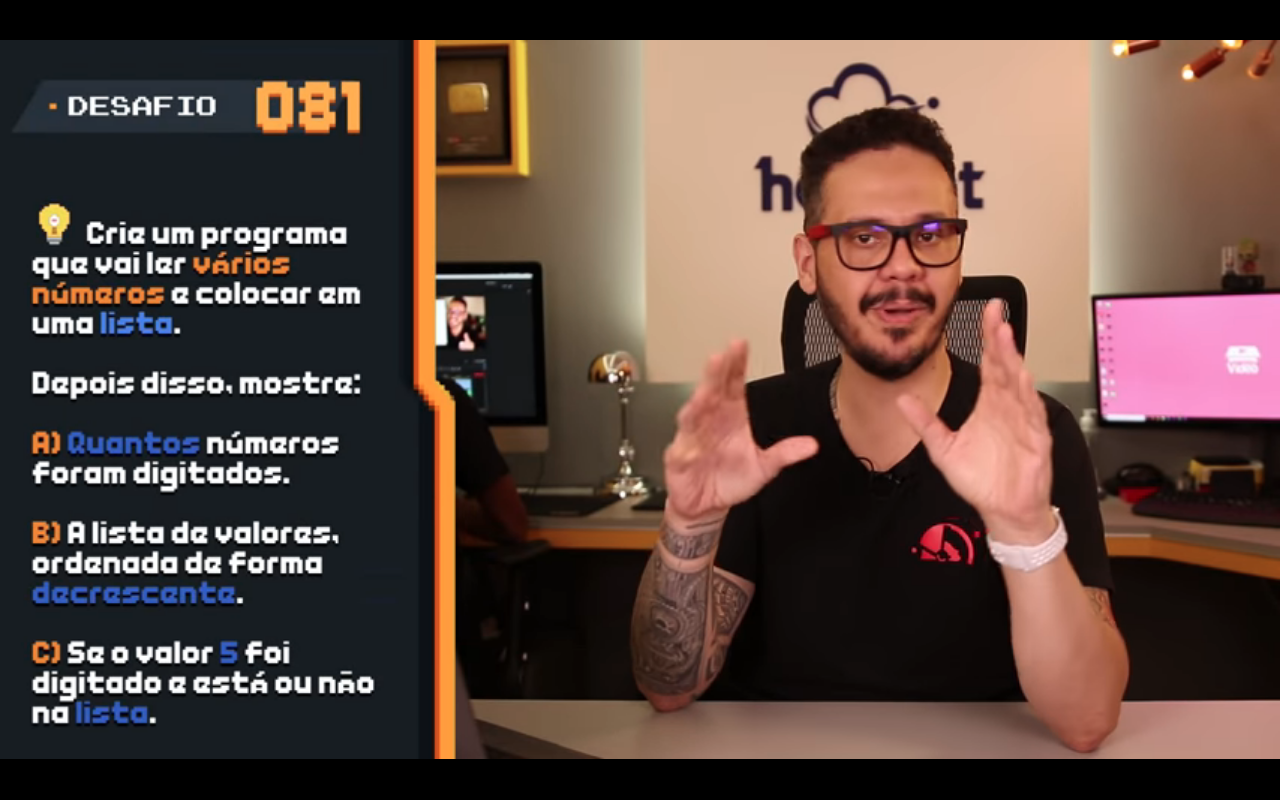 DESAFIO 081
Crie um programa
que vai ler vários
números e colocar em
uma lista.
Depois disso, mostre:
A) Quantos números
foram digitados.
B) A lista de valores,
ordenada de forma
decrescente.
C) Se o valor 5 foi
digitado e está ou não
na lista.